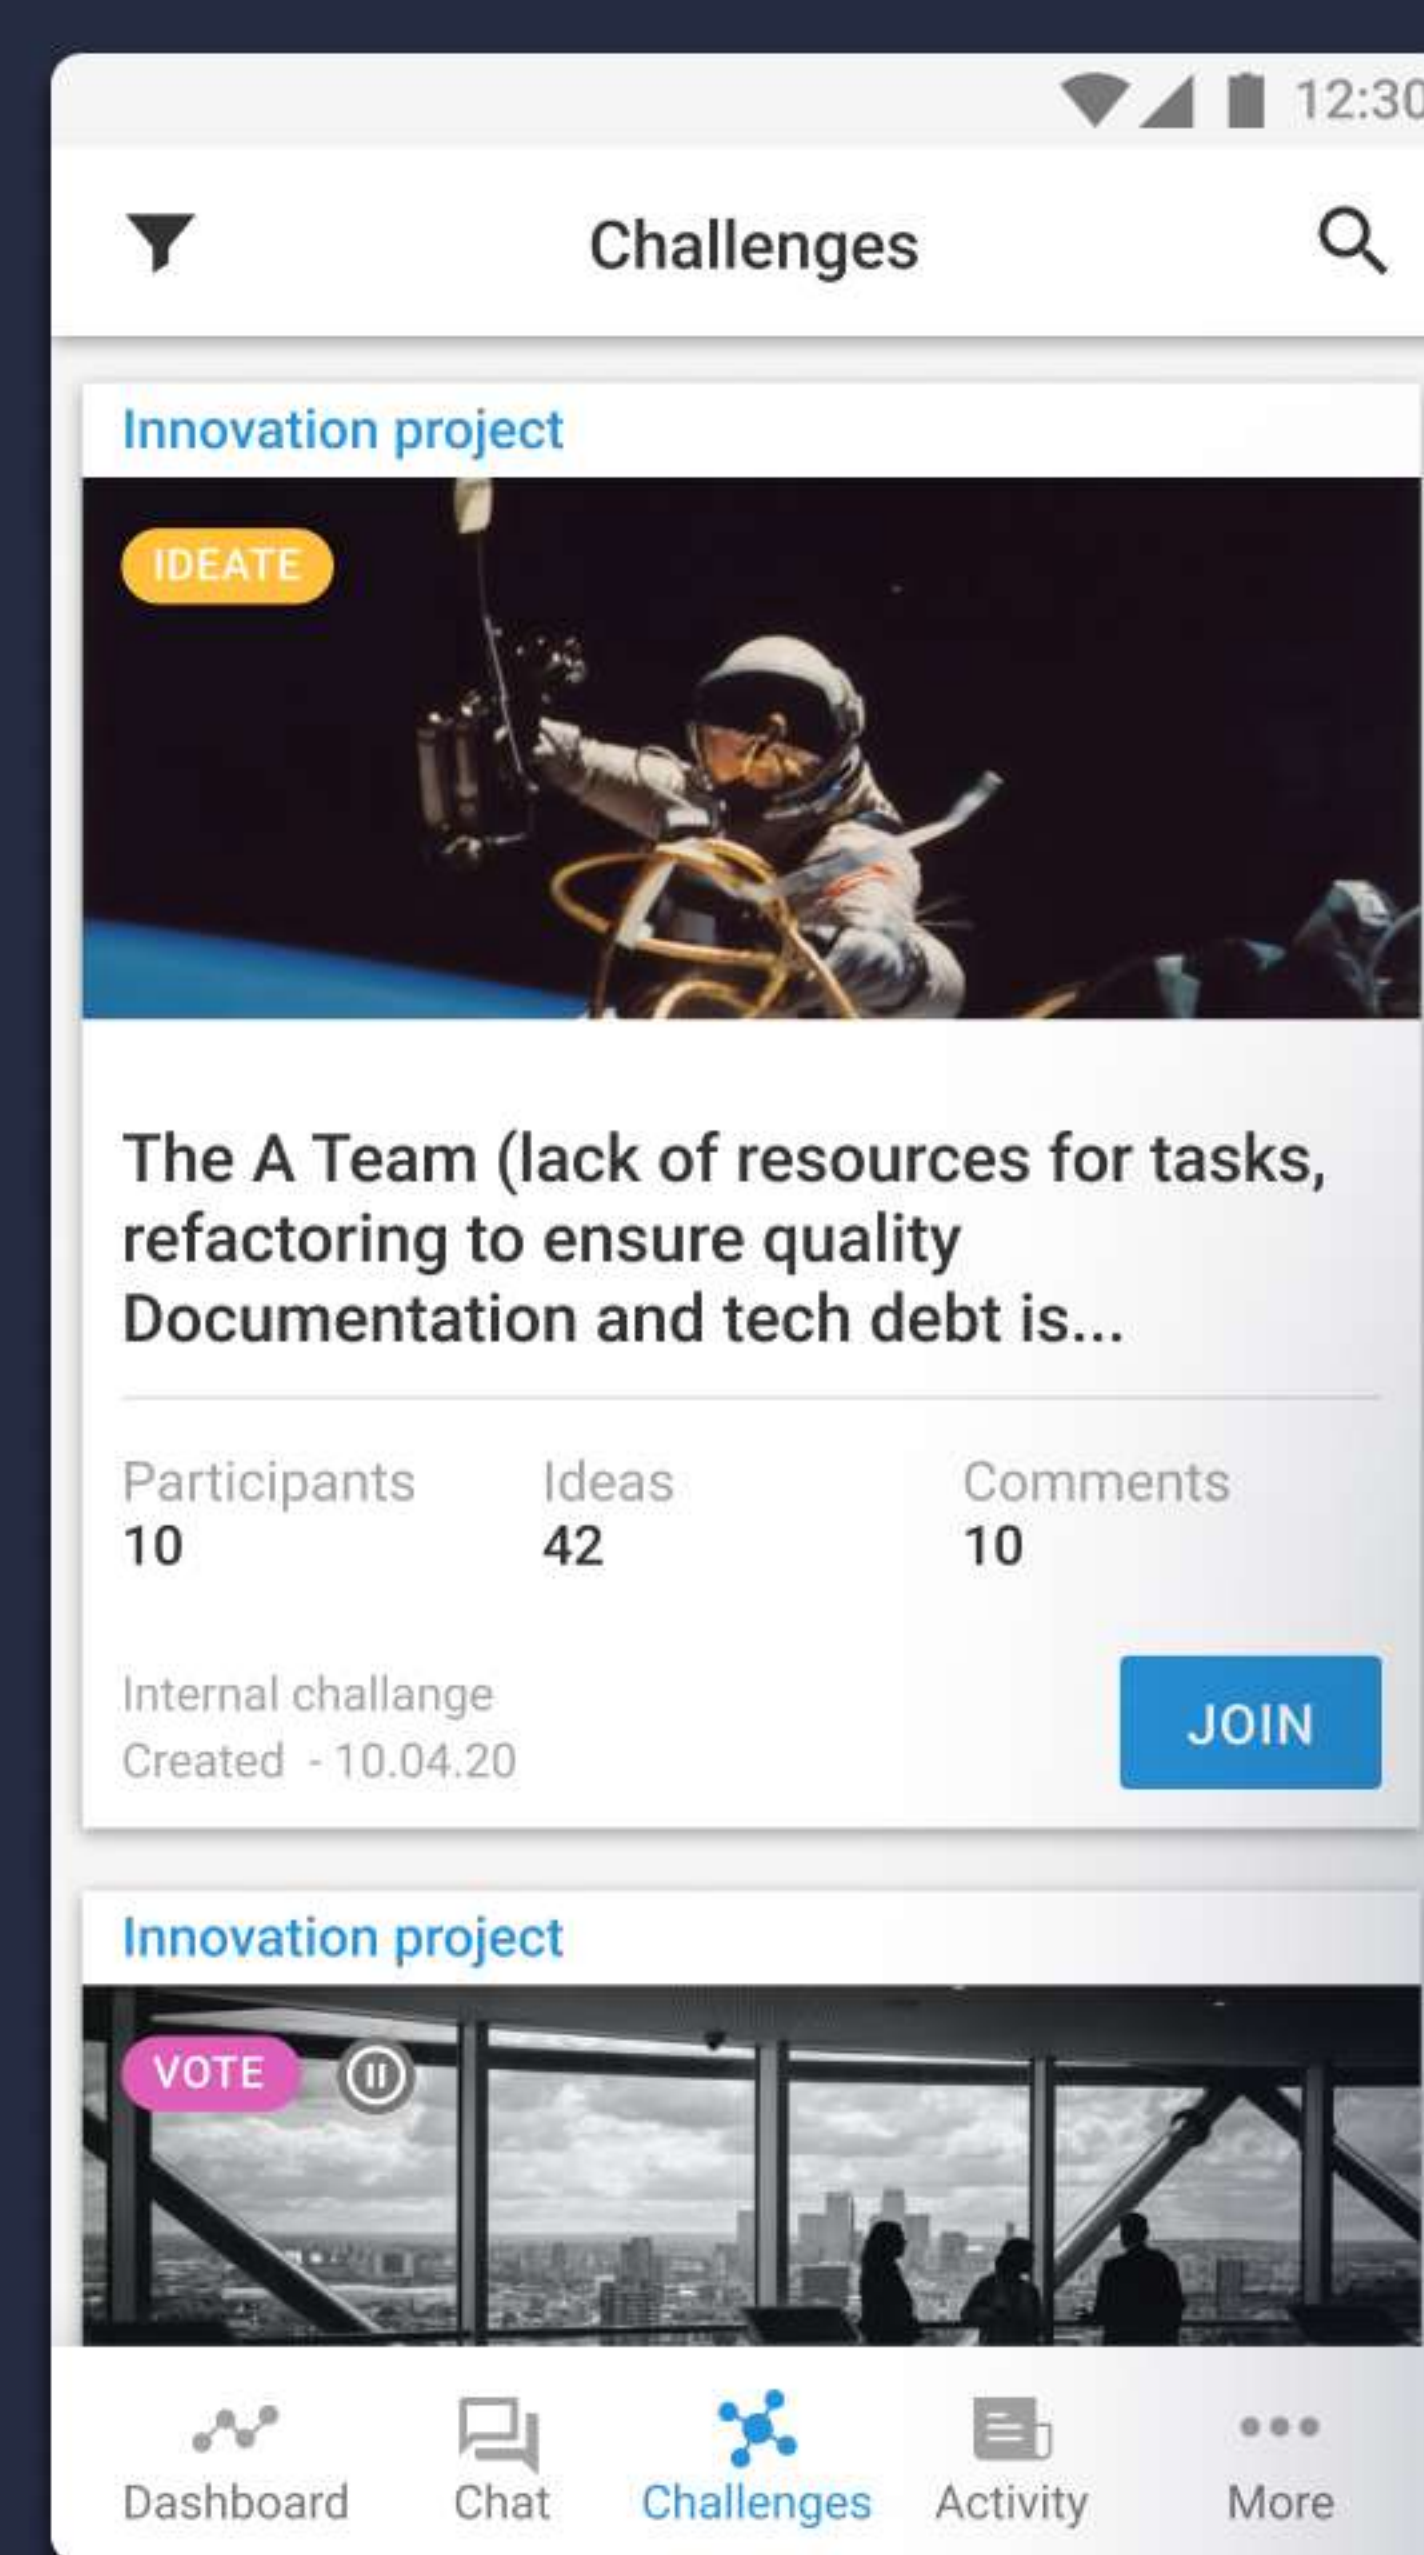 12:30
Challenges
Innovation project
IDEATE
The A Team (lack of resources for tasks,
refactoring to ensure quality
Documentation and tech debt is...
Participants Ideas Comments
10 42 10
Internal challange
Created - 10.04.20
JOIN
Innovation project
VOTE
Dashboard Chat Challenges Activity More